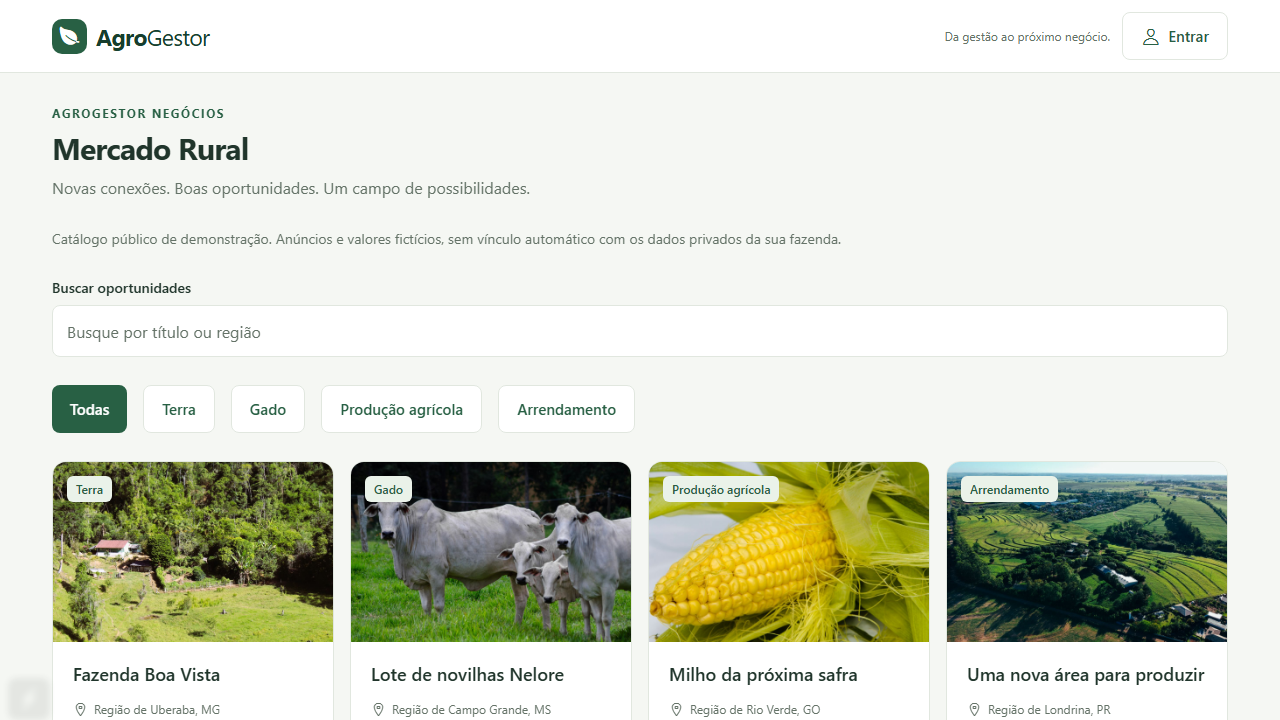 AgroGestor
Da gestão ao próximo negócio.
Entrar
AGROGESTOR NEGÓCIOS
Mercado Rural
Novas conexões. Boas oportunidades. Um campo de possibilidades.
Catálogo público de demonstração. Anúncios e valores fictícios, sem vínculo automático com os dados privados da sua fazenda.
Buscar oportunidades
Busque por título ou região
Todas
Terra
Gado
Produção agrícola
Arrendamento
Terra
Gado
Produção agrícola
Arrendamento
Fazenda Boa Vista
Lote de novilhas Nelore
Milho da próxima safra
Uma nova área para produzir
Região de Uberaba, MG
Região de Campo Grande, MS
Região de Rio Verde, GO
Região de Londrina, PR